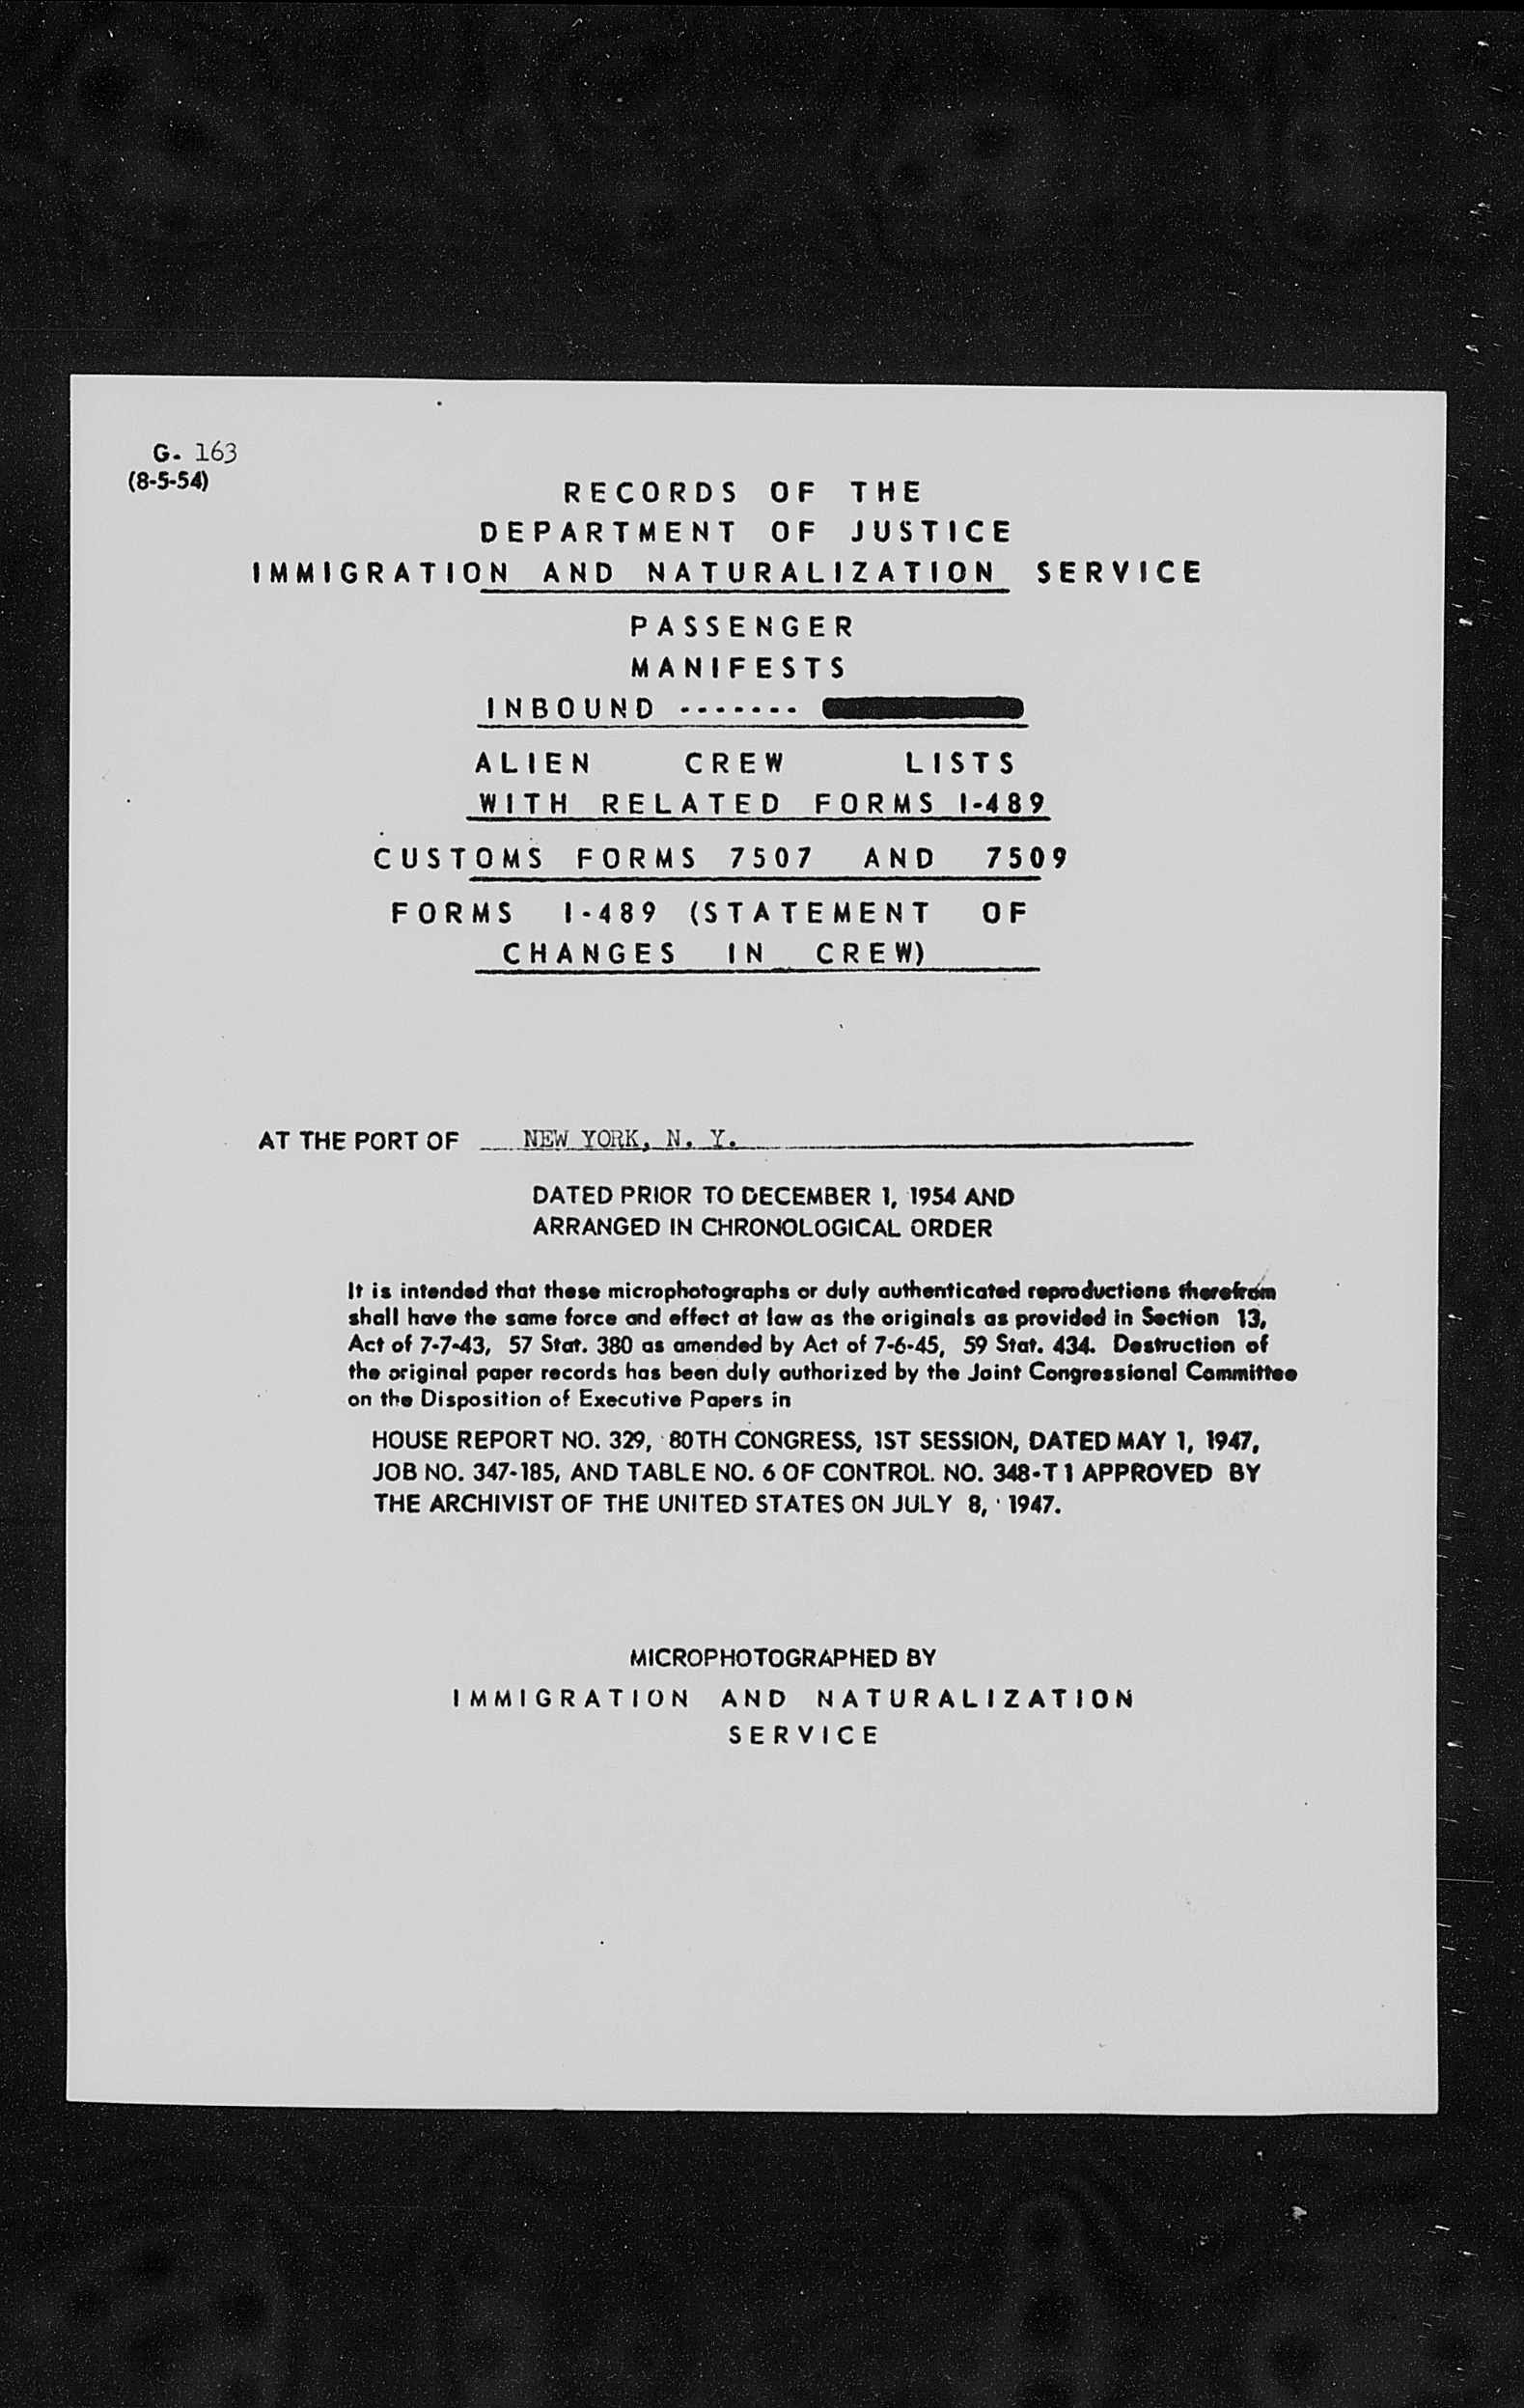 G. 163
(8-5-54)
RECORDS OF THE
DEPARTMENT OF JUSTICE
IMMIGRATION AND NATURALIZATION SERVICE
PASSENGER
MANIFESTS
INBOUND -------
ALIEN CREW LISTS
WITH RELATED FORMS I-489
CUSTOMS FORMS 7507 AND 7509
FORMS I-489 (STATEMENT OF
CHANGES IN CREW)
AT THE PORT OF NEW YORK, N. Y.
DATED PRIOR TO DECEMBER 1, 1954 AND
ARRANGED IN CHRONOLOGICAL ORDER
It is intended that these microphotographs or duly authenticated reproductions therefrom
shall have the same force and effect at law as the originals as provided in Section 13,
Act of 7-7-43, 57 Stat. 380 as amended by Act of 7-6-45, 59 Stat. 434. Destruction of
the original paper records has been duly authorized by the Joint Congressional Committee
on the Disposition of Executive Papers in
HOUSE REPORT NO. 329, 80TH CONGRESS, 1ST SESSION, DATED MAY 1, 1947,
JOB NO. 347-185, AND TABLE NO. 6 OF CONTROL. NO. 348-T1 APPROVED BY
THE ARCHIVIST OF THE UNITED STATES ON JULY 8, 1947.
MICROPHOTOGRAPHED BY
IMMIGRATION AND NATURALIZATION
SERVICE